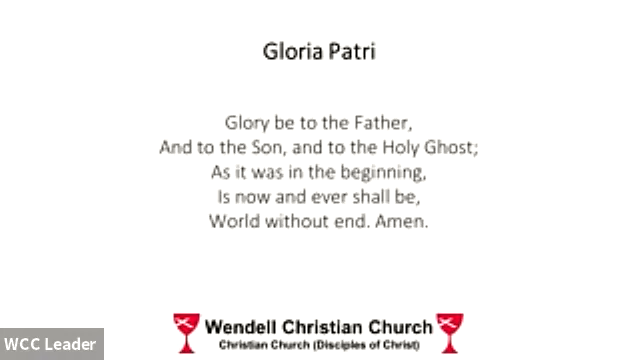 Gloria Patri
Glory be to the Father,
And to the Son, and to the Holy Ghost;
As it was in the beginning,
Is now and ever shall be,
World without end. Amen.
Wendell Christian Church
Christian Church (Disciples of Christ)
WCC Leader